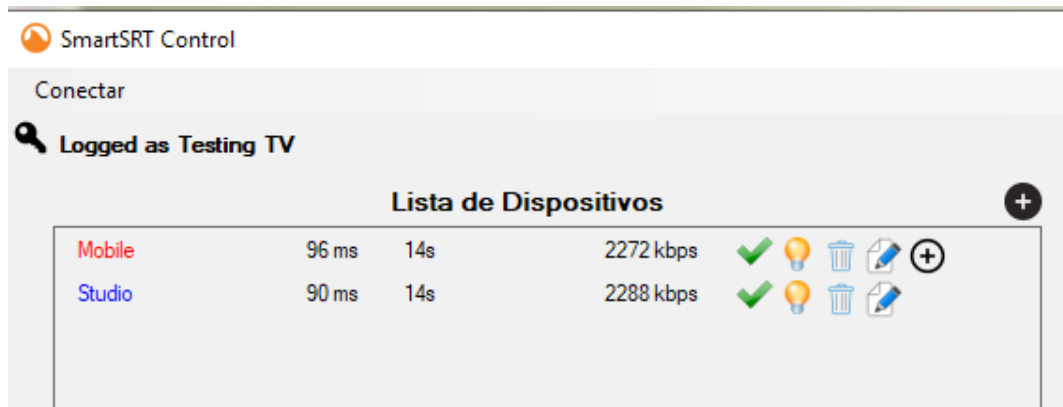 SmartSRT Control
Conectar
Logged as Testing TV
Lista de Dispositivos
Mobile 96 ms 14s 2272 kbps
Studio 90 ms 14s 2288 kbps